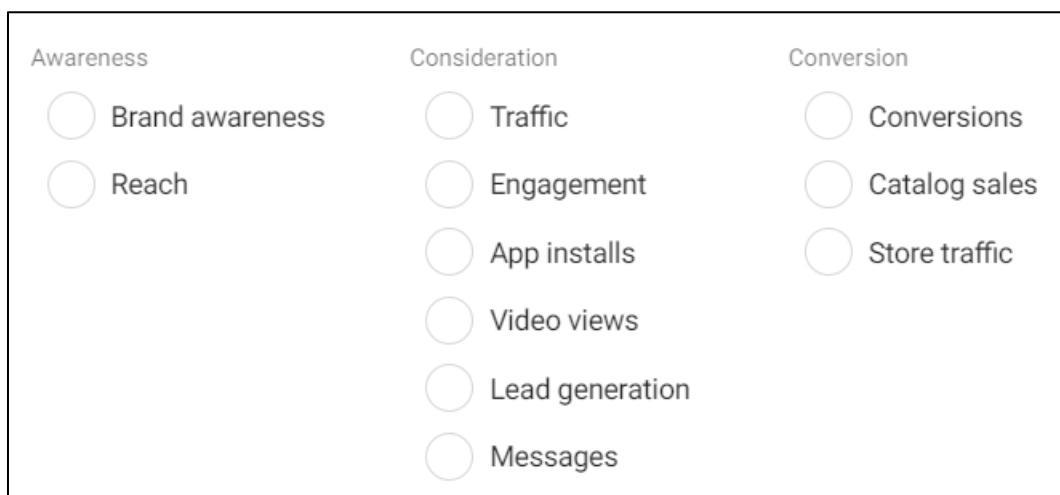 Awareness
Brand awareness
Reach
Consideration
Traffic
Engagement
App installs
Video views
Lead generation
Messages
Conversion
Conversions
Catalog sales
Store traffic